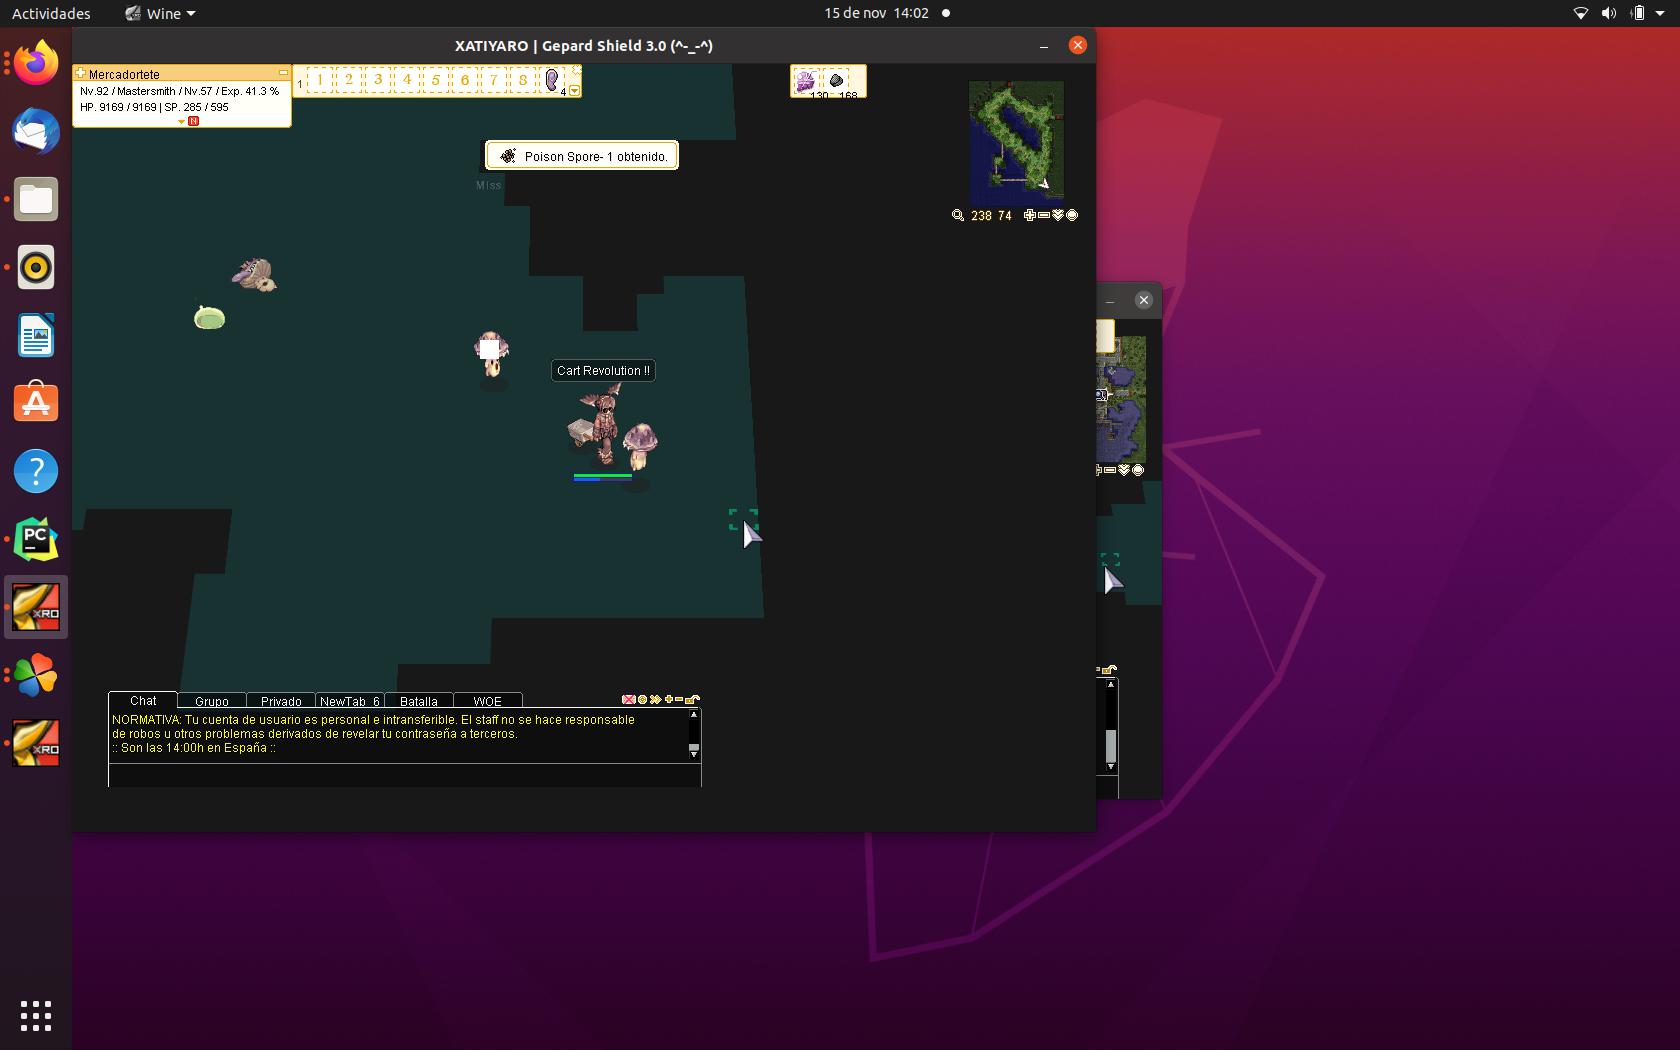 Actividades
Wine
15 de nov 14:02
XATIYARO | Gepard Shield 3.0 (^-_-^)
Mercadortete
Nv.92 / Mastersmith / Nv.57 / Exp. 41.3 %
HP. 9169 / 9169 | SP. 285 / 595
N
1 1 2 3 4 5 6 7 8 4
130 168
Poison Spore- 1 obtenido.
Miss
238 74
Cart Revolution !!
PC
XRO
XRO
Chat Grupo Privado NewTab_6 Batalla WOE
NORMATIVA: Tu cuenta de usuario es personal e intransferible. El staff no se hace responsable
de robos u otros problemas derivados de revelar tu contraseña a terceros.
:: Son las 14:00h en España ::